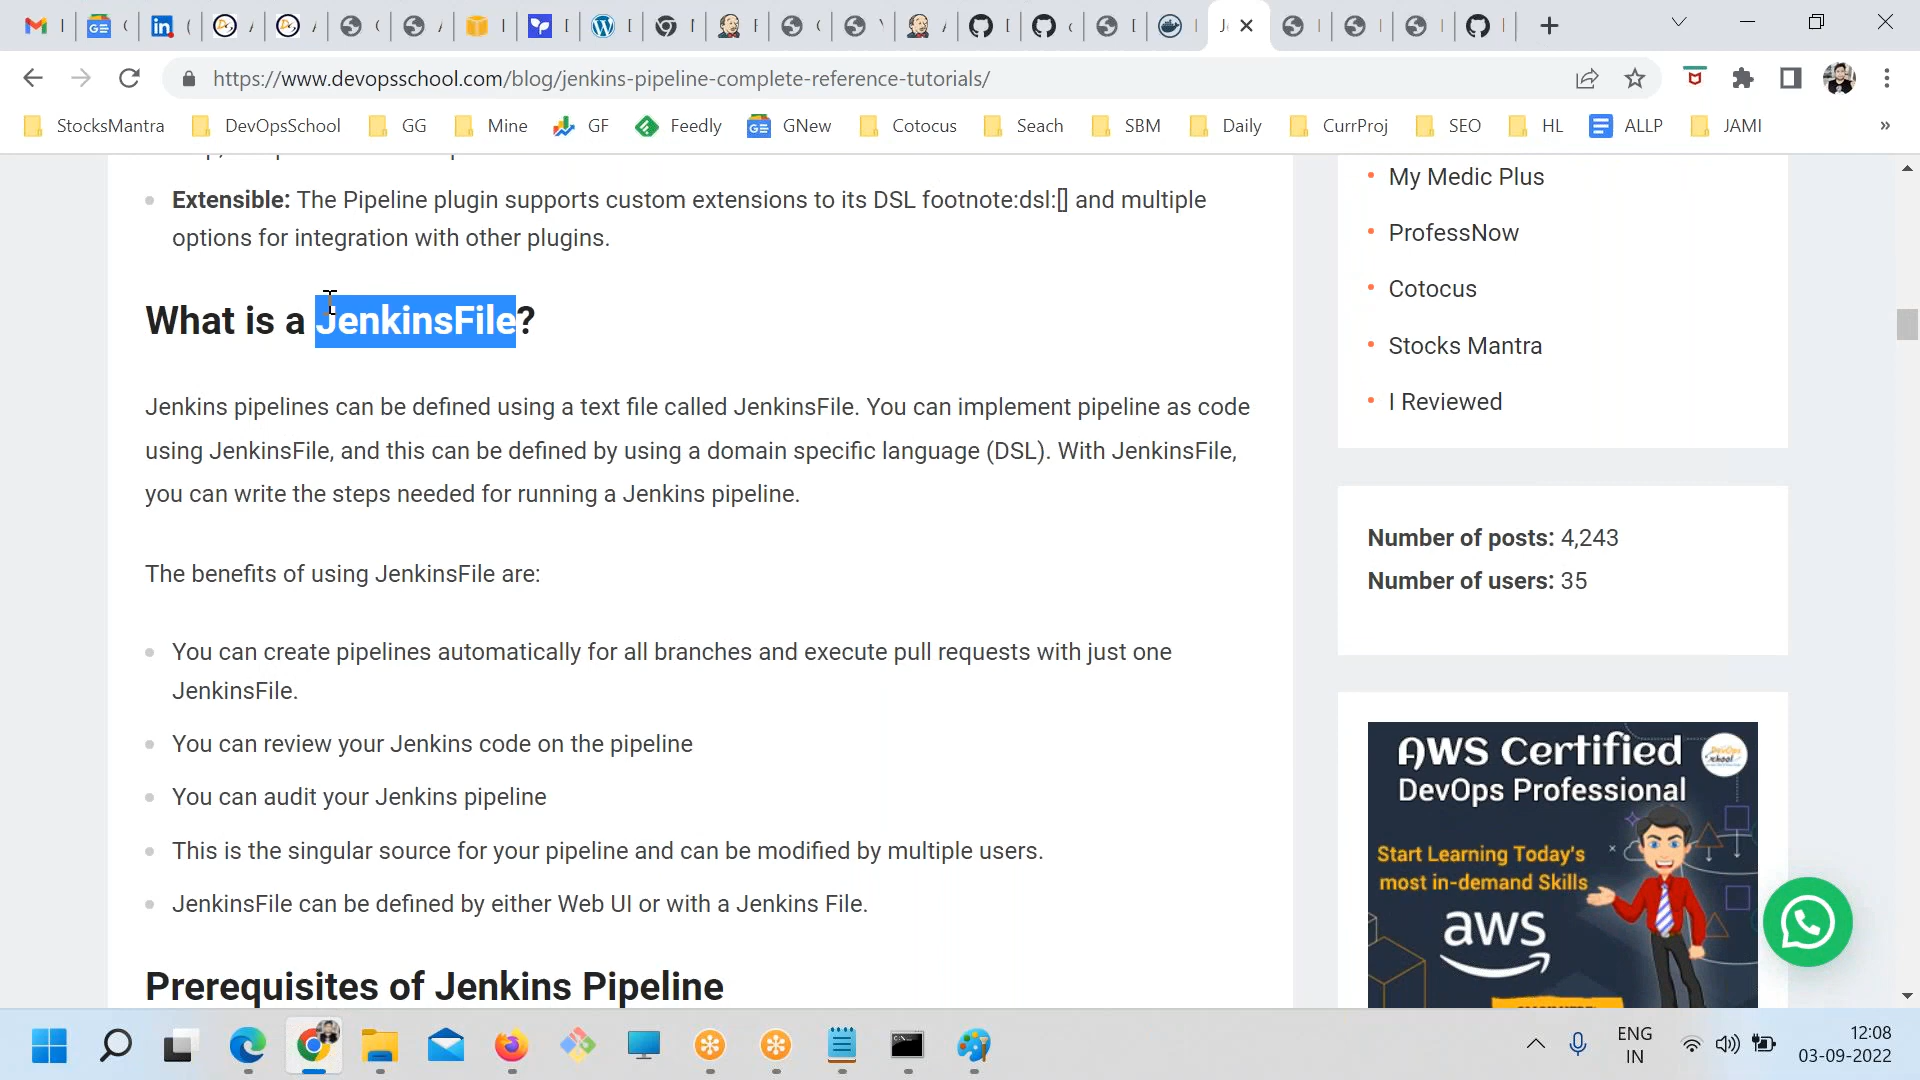 https://www.devopsschool.com/blog/jenkins-pipeline-complete-reference-tutorials/
StocksMantra DevOpsSchool GG Mine GF Feedly GNew Cotocus Seach SBM Daily CurrProj SEO HL ALLP JAMI »
Extensible: The Pipeline plugin supports custom extensions to its DSL footnote:dsl:[] and multiple
options for integration with other plugins.
What is a JenkinsFile?
Jenkins pipelines can be defined using a text file called JenkinsFile. You can implement pipeline as code
using JenkinsFile, and this can be defined by using a domain specific language (DSL). With JenkinsFile,
you can write the steps needed for running a Jenkins pipeline.
The benefits of using JenkinsFile are:
You can create pipelines automatically for all branches and execute pull requests with just one
JenkinsFile.
You can review your Jenkins code on the pipeline
You can audit your Jenkins pipeline
This is the singular source for your pipeline and can be modified by multiple users.
JenkinsFile can be defined by either Web UI or with a Jenkins File.
Prerequisites of Jenkins Pipeline
My Medic Plus
ProfessNow
Cotocus
Stocks Mantra
I Reviewed
Number of posts: 4,243
Number of users: 35
AWS Certified
DevOps Professional
Start Learning Today's
most in-demand Skills
aws
ENG
IN
12:08
03-09-2022